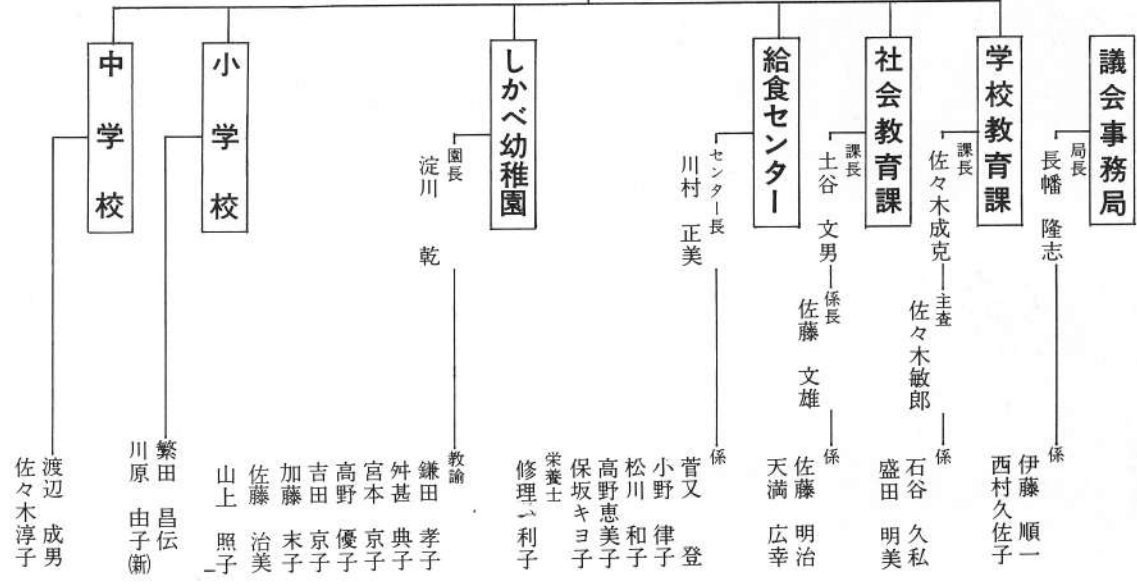 議会事務局
局長
長幡 隆志
係
伊藤 順一
西村久佐子
学校教育課
課長
佐々木成克
主査
佐々木敏郎
係
石谷 久私
盛田 明美
社会教育課
課長
土谷 文男
係長
佐藤 文雄
係
佐藤 明治
天満 広幸
給食センター
センター長
川村 正美
係
菅又 登
小野 律子
松川 和子
高野恵美子
保坂キヨ子
栄養士
修理 利子
しかべ幼稚園
園長
淀川 乾
教諭
鎌田 孝子
舛甚 典子
宮本 京子
高野 優子
吉田 京子
加藤 末子
佐藤 治美
山上 照子
小学校
繁田 昌伝
川原 由子(新)
中学校
渡辺 成男
佐々木淳子